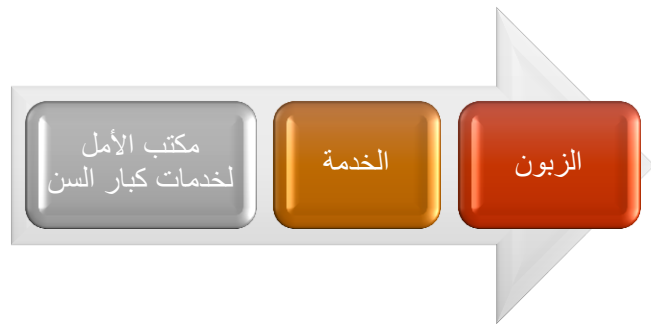 مكتب الأمل
لخدمات كبار السن
الخدمة
الزبون